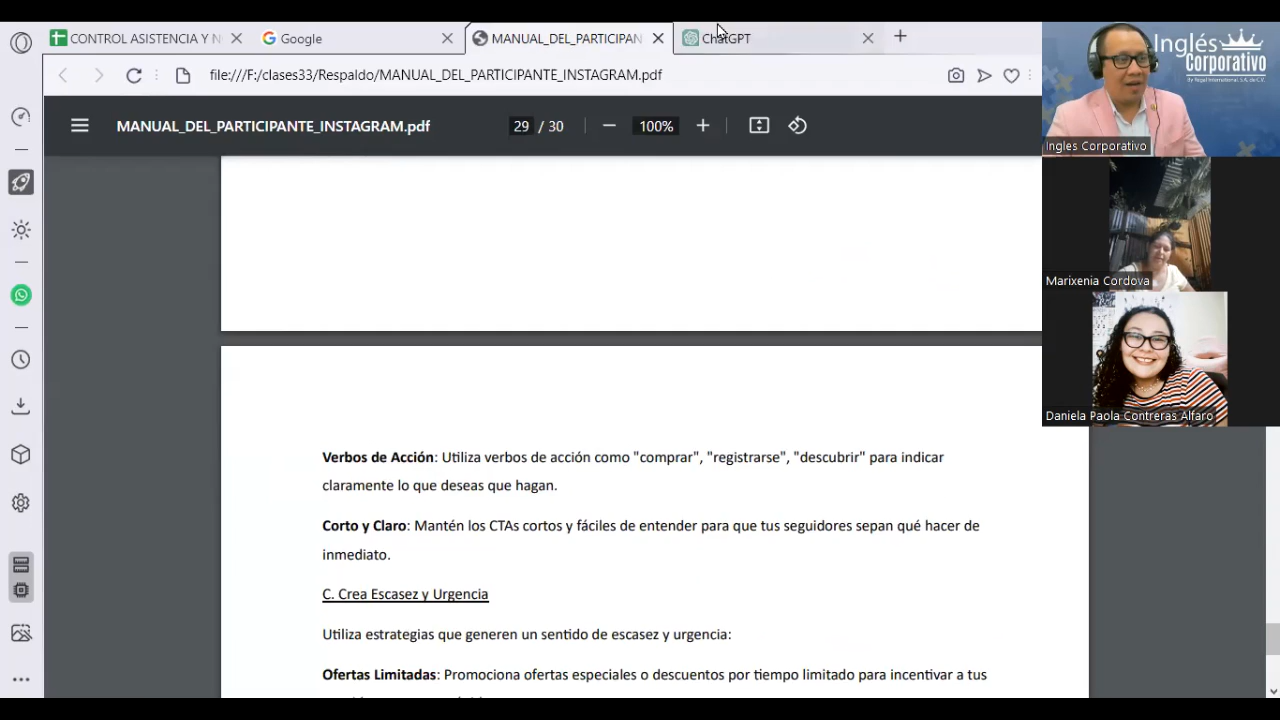 CONTROL ASISTENCIA Y N
Google
MANUAL_DEL_PARTICIPAN
ChatGPT
file:///F:/clases33/Respaldo/MANUAL_DEL_PARTICIPANTE_INSTAGRAM.pdf
MANUAL_DEL_PARTICIPANTE_INSTAGRAM.pdf
29 / 30
100%
Inglés
Corporativo
By Regal International, S.A. de C.V.
Ingles Corporativo
Marixenia Cordova
Daniela Paola Contreras Alfaro
Verbos de Acción: Utiliza verbos de acción como "comprar", "registrarse", "descubrir" para indicar
claramente lo que deseas que hagan.
Corto y Claro: Mantén los CTAs cortos y fáciles de entender para que tus seguidores sepan qué hacer de
inmediato.
C. Crea Escasez y Urgencia
Utiliza estrategias que generen un sentido de escasez y urgencia:
Ofertas Limitadas: Promociona ofertas especiales o descuentos por tiempo limitado para incentivar a tus